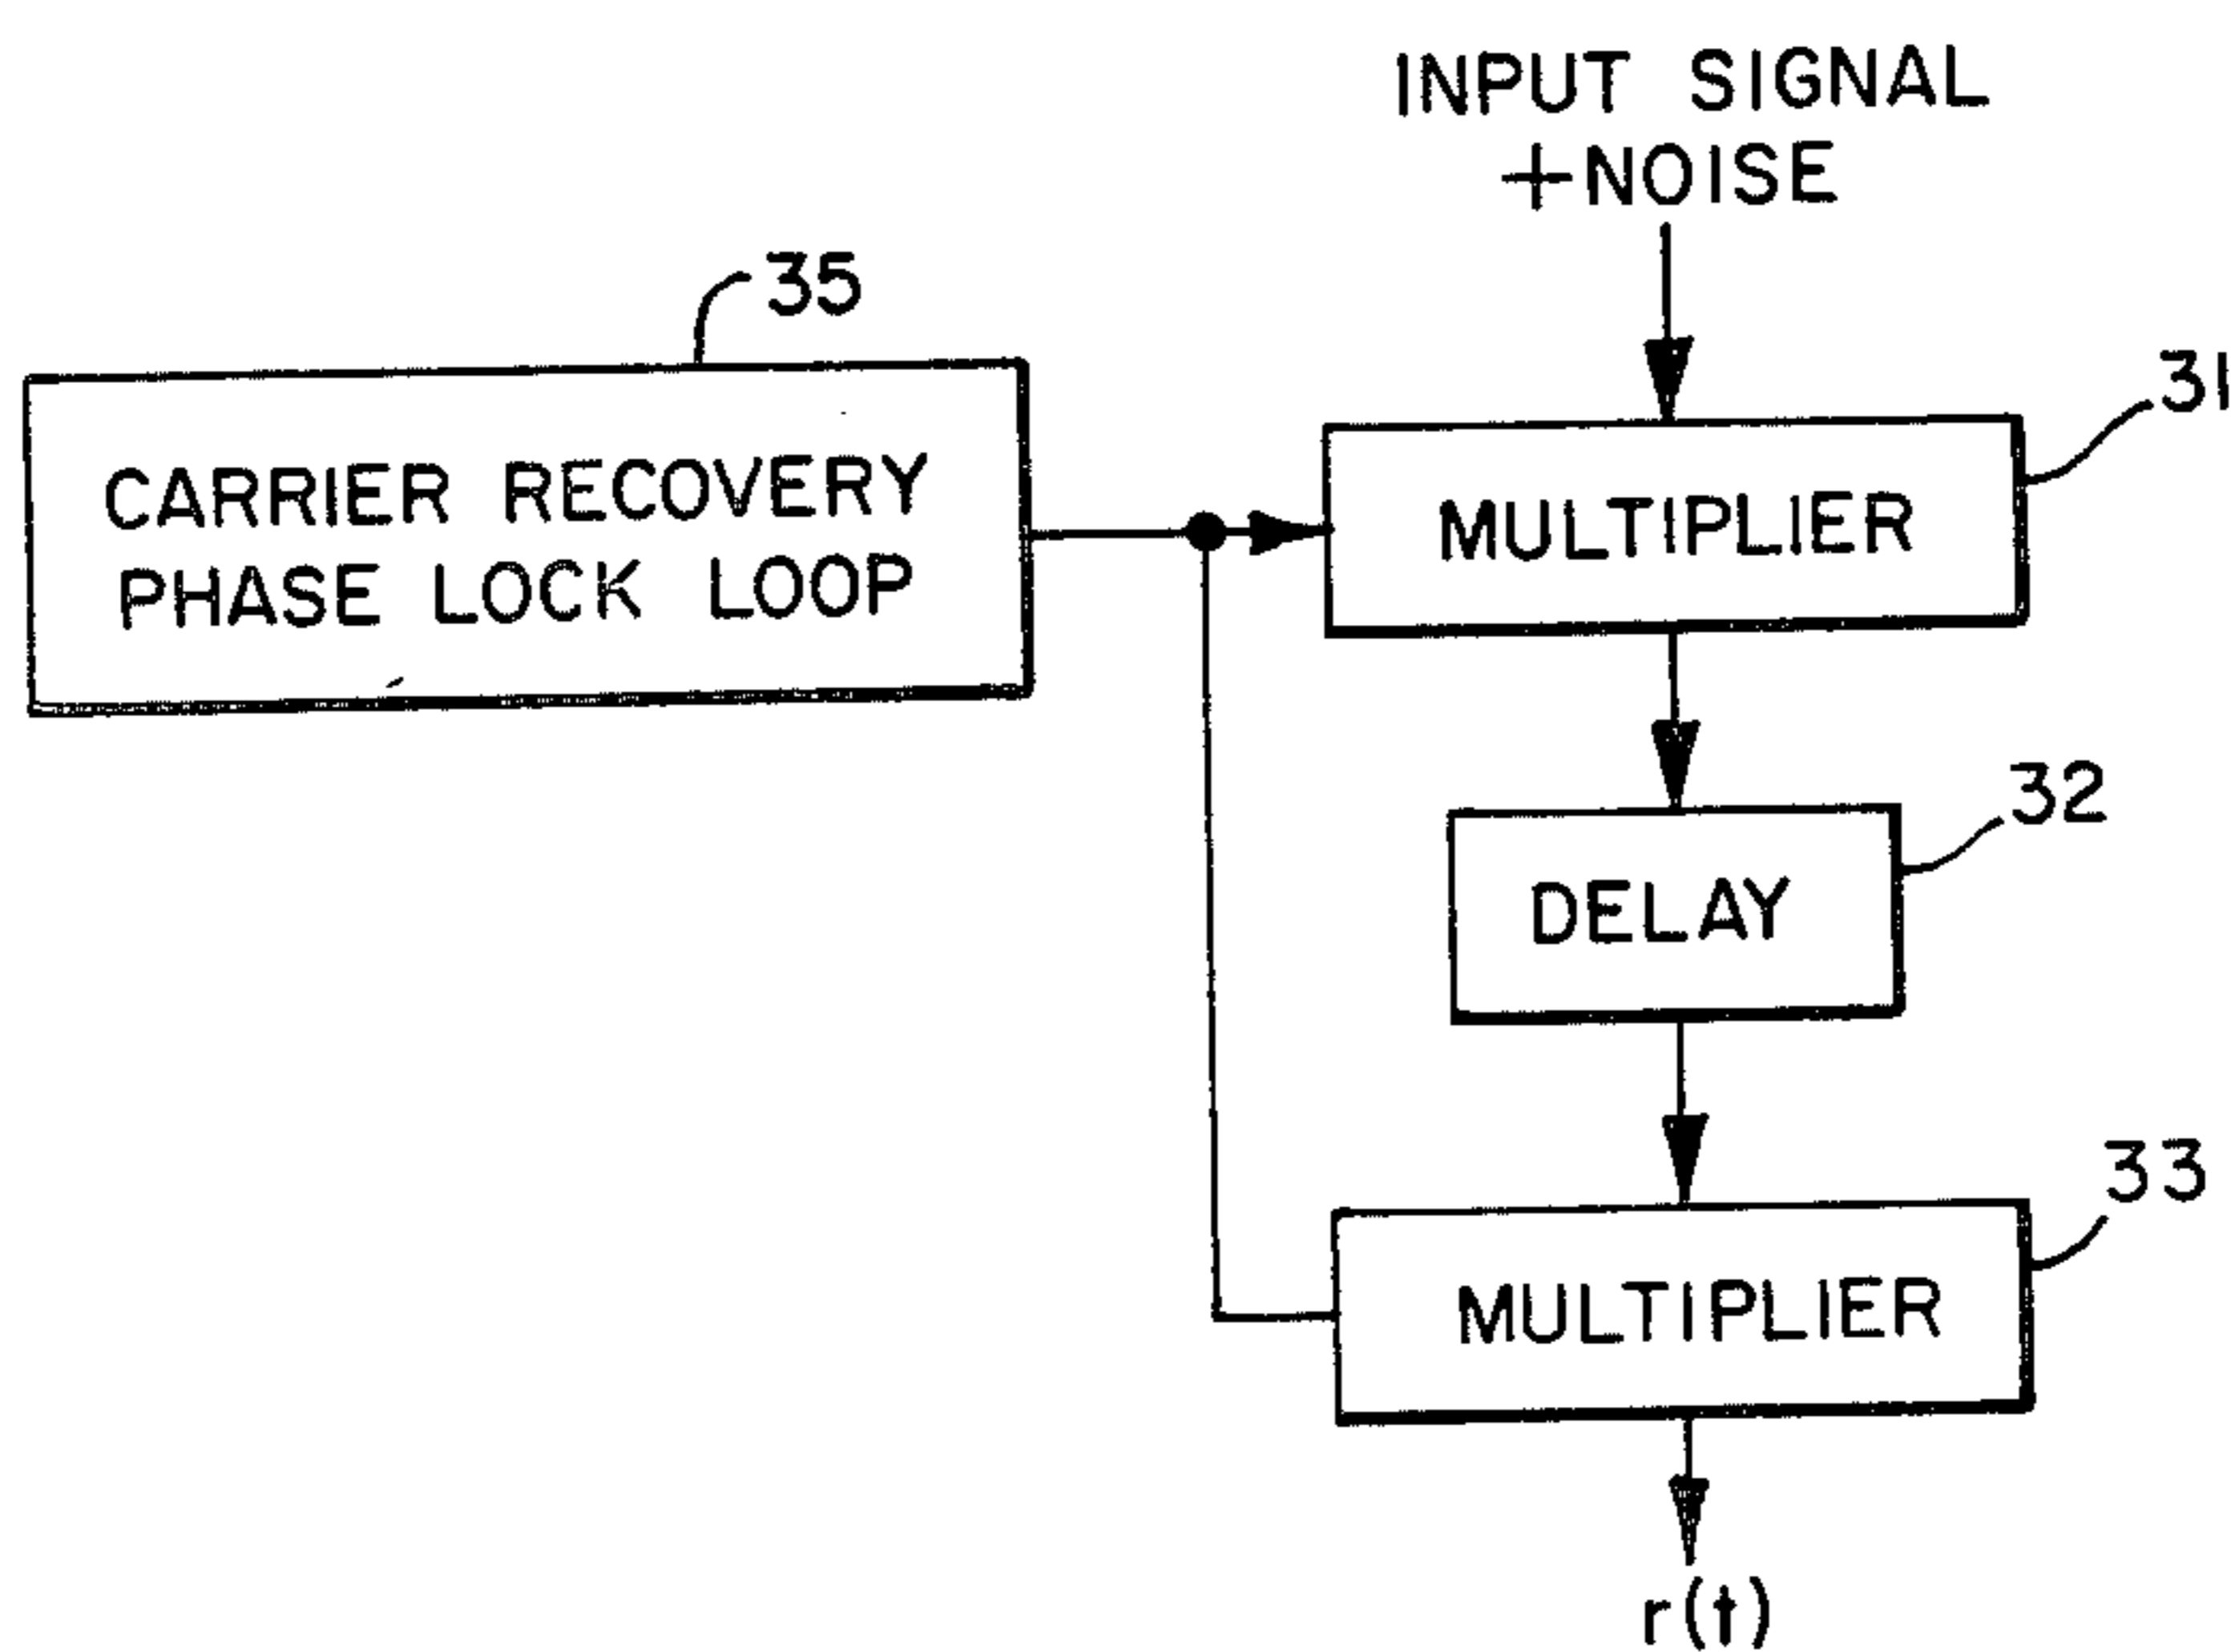 INPUT SIGNAL
+NOISE
35
31
CARRIER RECOVERY
PHASE LOCK LOOP
MULTIPLIER
32
DELAY
33
MULTIPLIER
r(t)